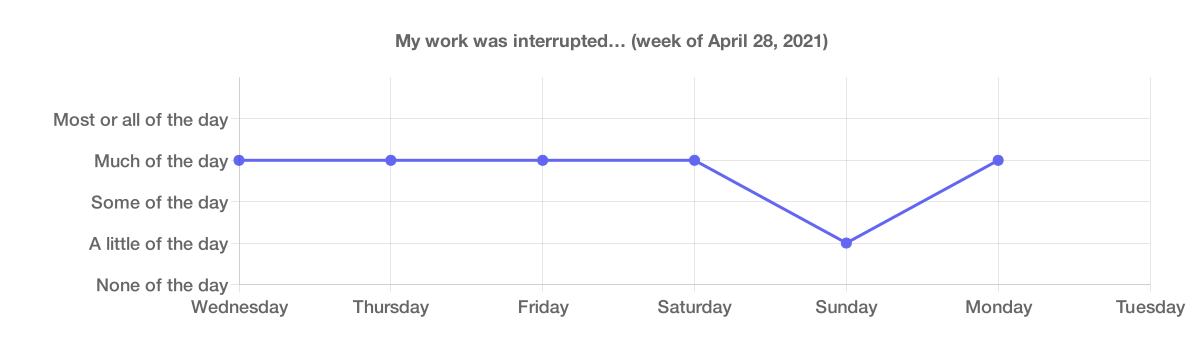 My work was interrupted... (week of April 28, 2021)
Most or all of the day
Much of the day
Some of the day
A little of the day
None of the day
Wednesday Thursday Friday Saturday Sunday Monday Tuesday